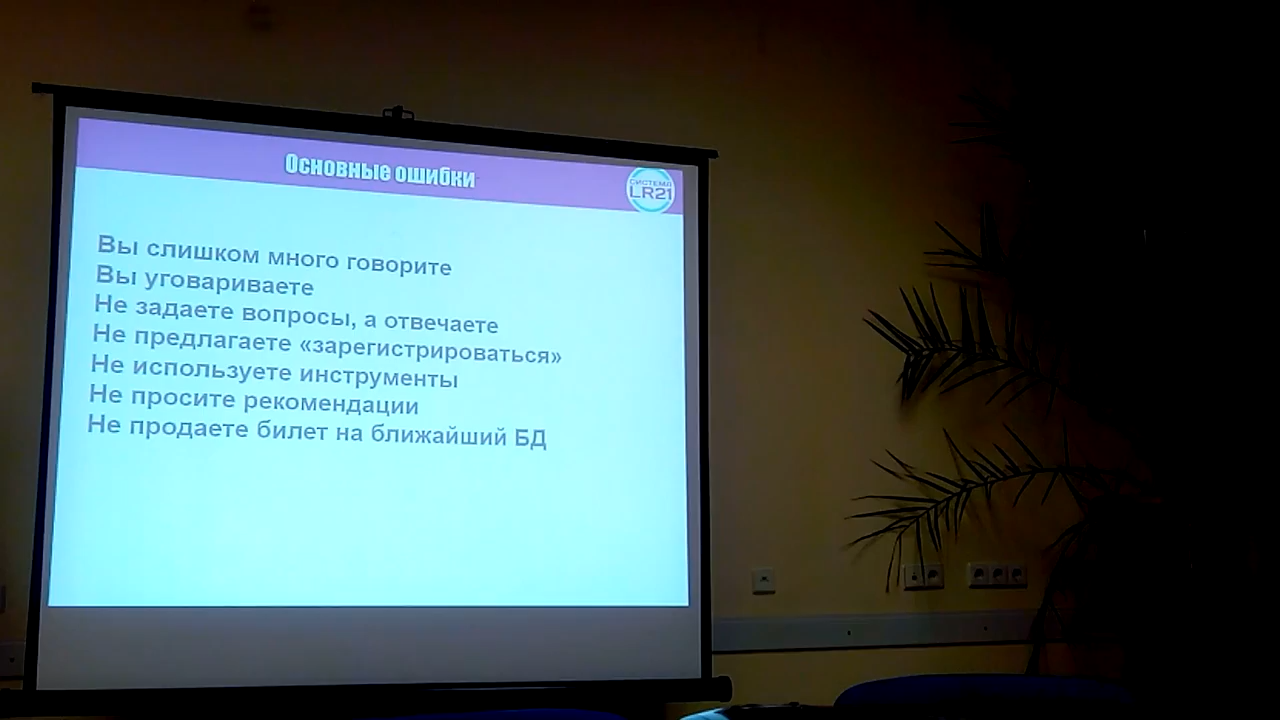 Основные ошибки
СИСТЕМА
LR21
Вы слишком много говорите
Вы уговариваете
Не задаете вопросы, а отвечаете
Не предлагаете «зарегистрироваться»
Не используете инструменты
Не просите рекомендации
Не продаете билет на ближайший БД